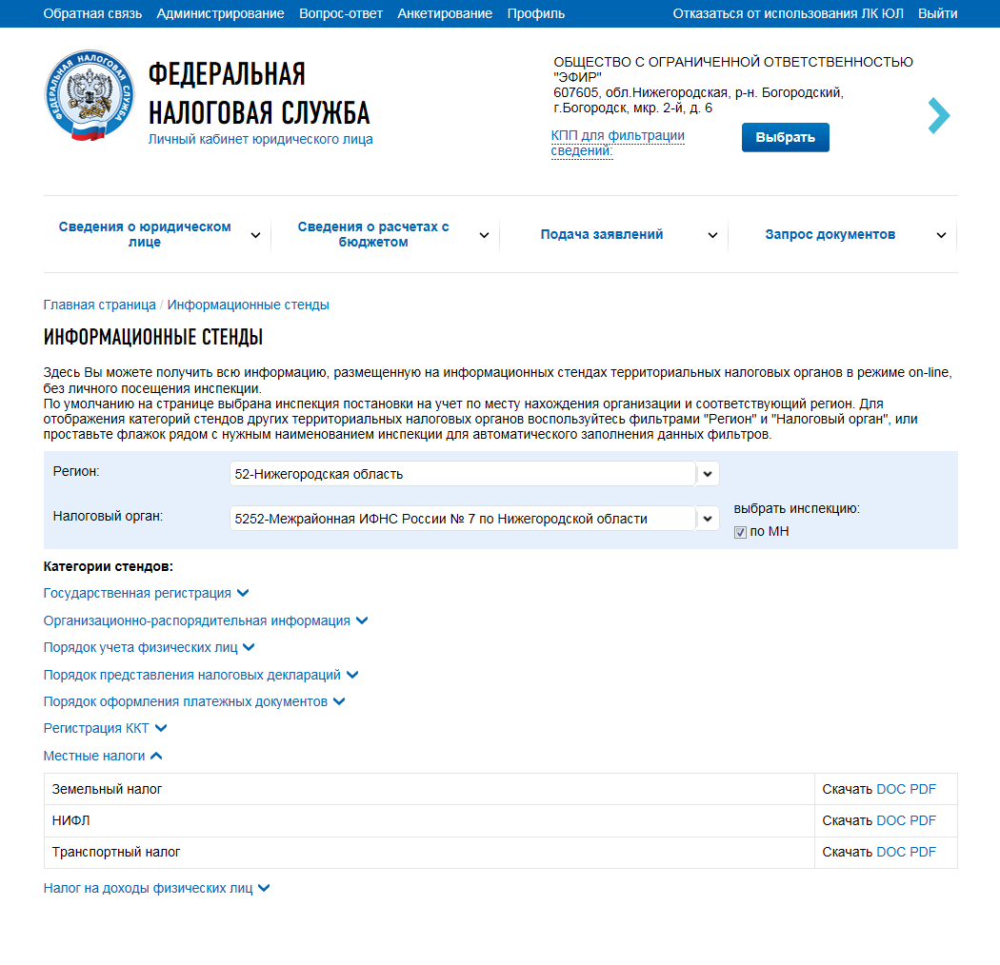 Обратная связь Администрирование Вопрос-ответ Анкетирование Профиль Отказаться от использования ЛК ЮЛ Выйти
ФЕДЕРАЛЬНАЯ НАЛОГОВАЯ СЛУЖБА
ФЕДЕРАЛЬНАЯ
НАЛОГОВАЯ СЛУЖБА
Личный кабинет юридического лица
ОБЩЕСТВО С ОГРАНИЧЕННОЙ ОТВЕТСТВЕННОСТЬЮ
"ЭФИР"
607605, обл.Нижегородская, р-н. Богородский,
г.Богородск, мкр. 2-й, д. 6
КПП для фильтрации
сведений:
Выбрать
Сведения о юридическом
лице
Сведения о расчетах с
бюджетом
Подача заявлений
Запрос документов
Главная страница / Информационные стенды
ИНФОРМАЦИОННЫЕ СТЕНДЫ
Здесь Вы можете получить всю информацию, размещенную на информационных стендах территориальных налоговых органов в режиме on-line,
без личного посещения инспекции.
По умолчанию на странице выбрана инспекция постановки на учет по месту нахождения организации и соответствующий регион. Для
отображения категорий стендов других территориальных налоговых органов воспользуйтесь фильтрами "Регион" и "Налоговый орган", или
проставьте флажок рядом с нужным наименованием инспекции для автоматического заполнения данных фильтров.
Регион: 52-Нижегородская область
Налоговый орган: 5252-Межрайонная ИФНС России № 7 по Нижегородской области
выбрать инспекцию:
по МН
Категории стендов:
Государственная регистрация
Организационно-распорядительная информация
Порядок учета физических лиц
Порядок представления налоговых деклараций
Порядок оформления платежных документов
Регистрация ККТ
Местные налоги
Земельный налог Скачать DOC PDF
НИФЛ Скачать DOC PDF
Транспортный налог Скачать DOC PDF
Налог на доходы физических лиц